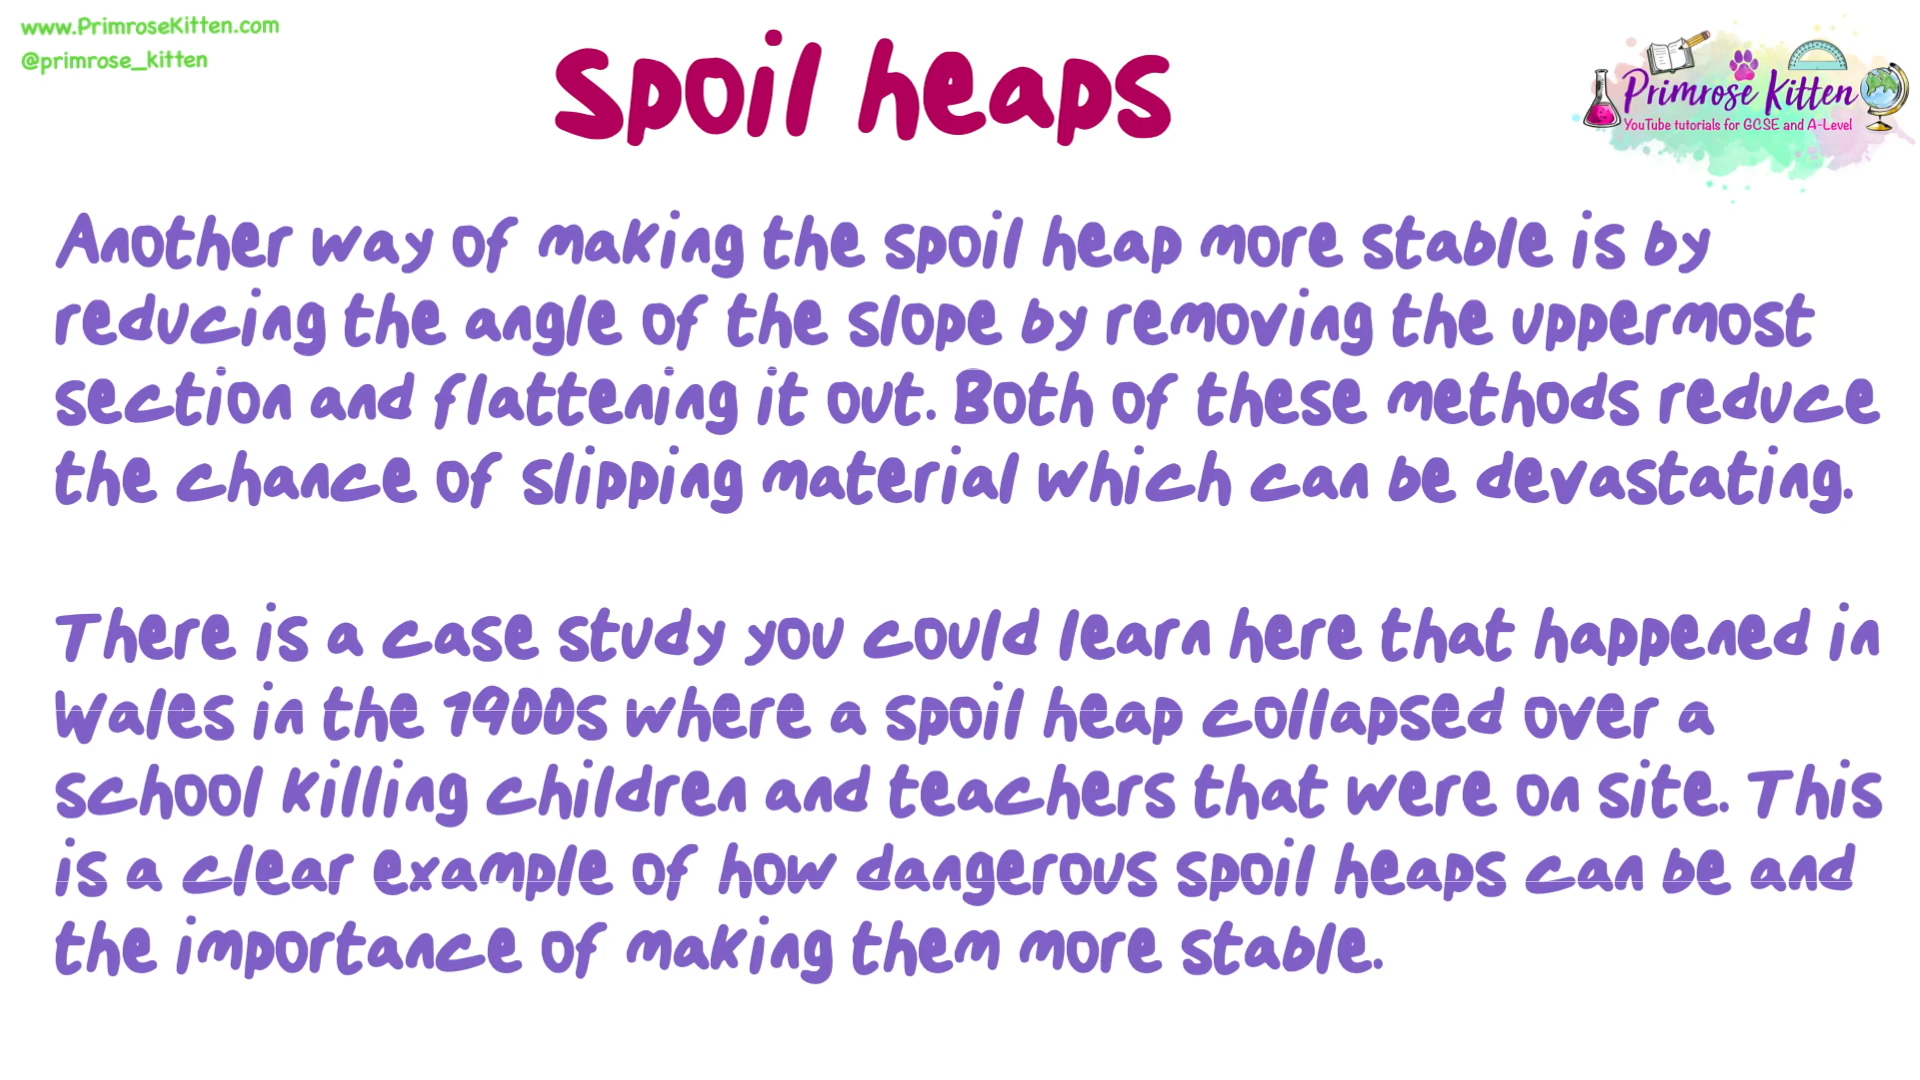 www.PrimroseKitten.com
@primrose_kitten
Spoil heaps
Primrose Kitten
YouTube tutorials for GCSE and A-Level
Another way of making the spoil heap more stable is by
reducing the angle of the slope by removing the uppermost
section and flattening it out. Both of these methods reduce
the chance of slipping material which can be devastating.
There is a case study you could learn here that happened in
Wales in the 1900s where a spoil heap collapsed over a
school killing children and teachers that were on site. This
is a clear example of how dangerous spoil heaps can be and
the importance of making them more stable.